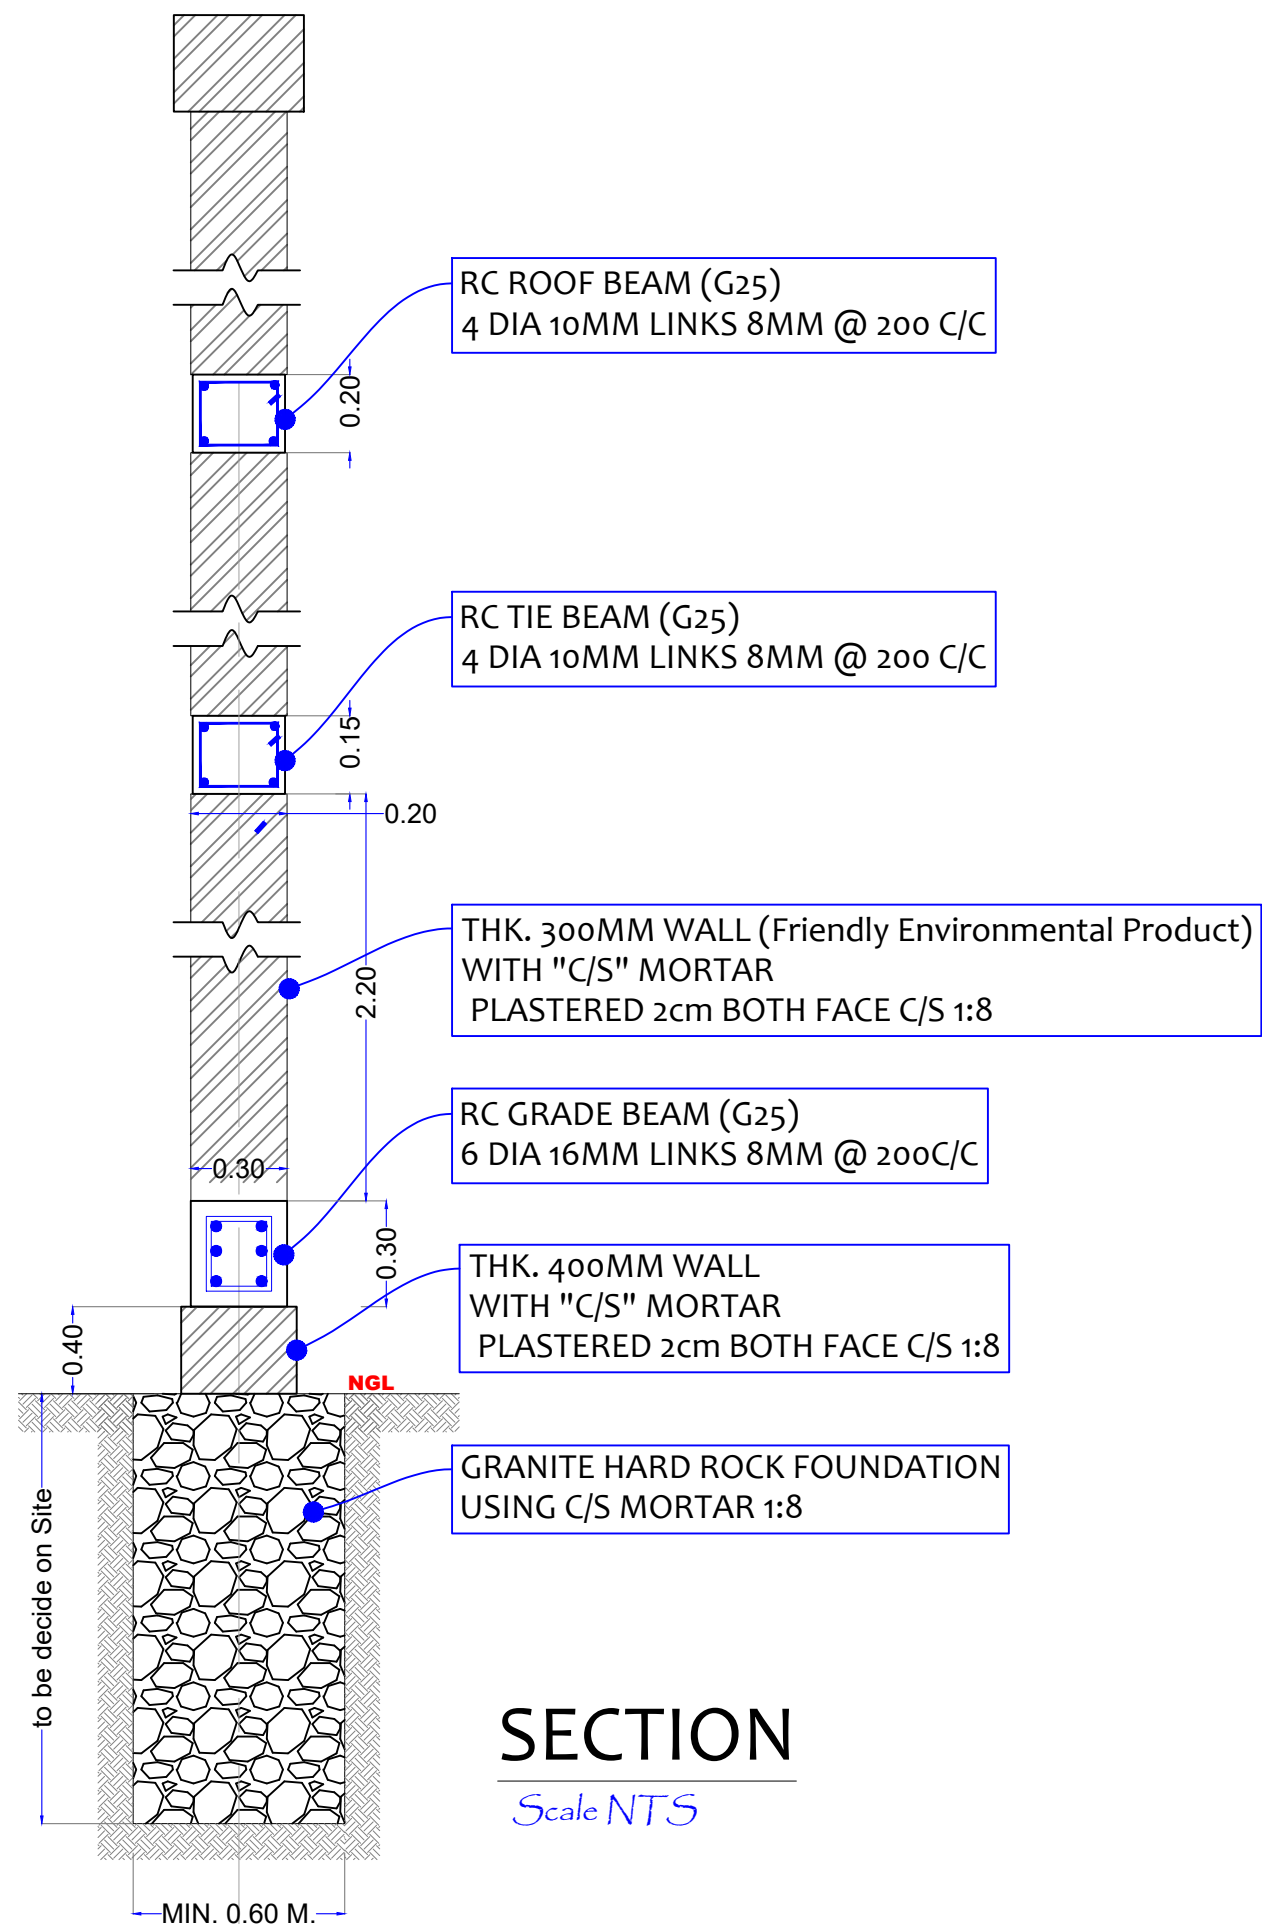 RC ROOF BEAM (G25)
4 DIA 10MM LINKS 8MM @ 200 C/C
0.20
RC TIE BEAM (G25)
4 DIA 10MM LINKS 8MM @ 200 C/C
0.15
0.20
THK. 300MM WALL (Friendly Environmental Product)
WITH "C/S" MORTAR
PLASTERED 2cm BOTH FACE C/S 1:8
2.20
RC GRADE BEAM (G25)
6 DIA 16MM LINKS 8MM @ 200C/C
0.30
0.30
THK. 400MM WALL
WITH "C/S" MORTAR
PLASTERED 2cm BOTH FACE C/S 1:8
0.40
NGL
GRANITE HARD ROCK FOUNDATION
USING C/S MORTAR 1:8
to be decide on Site
SECTION
Scale NTS
MIN. 0.60 M.